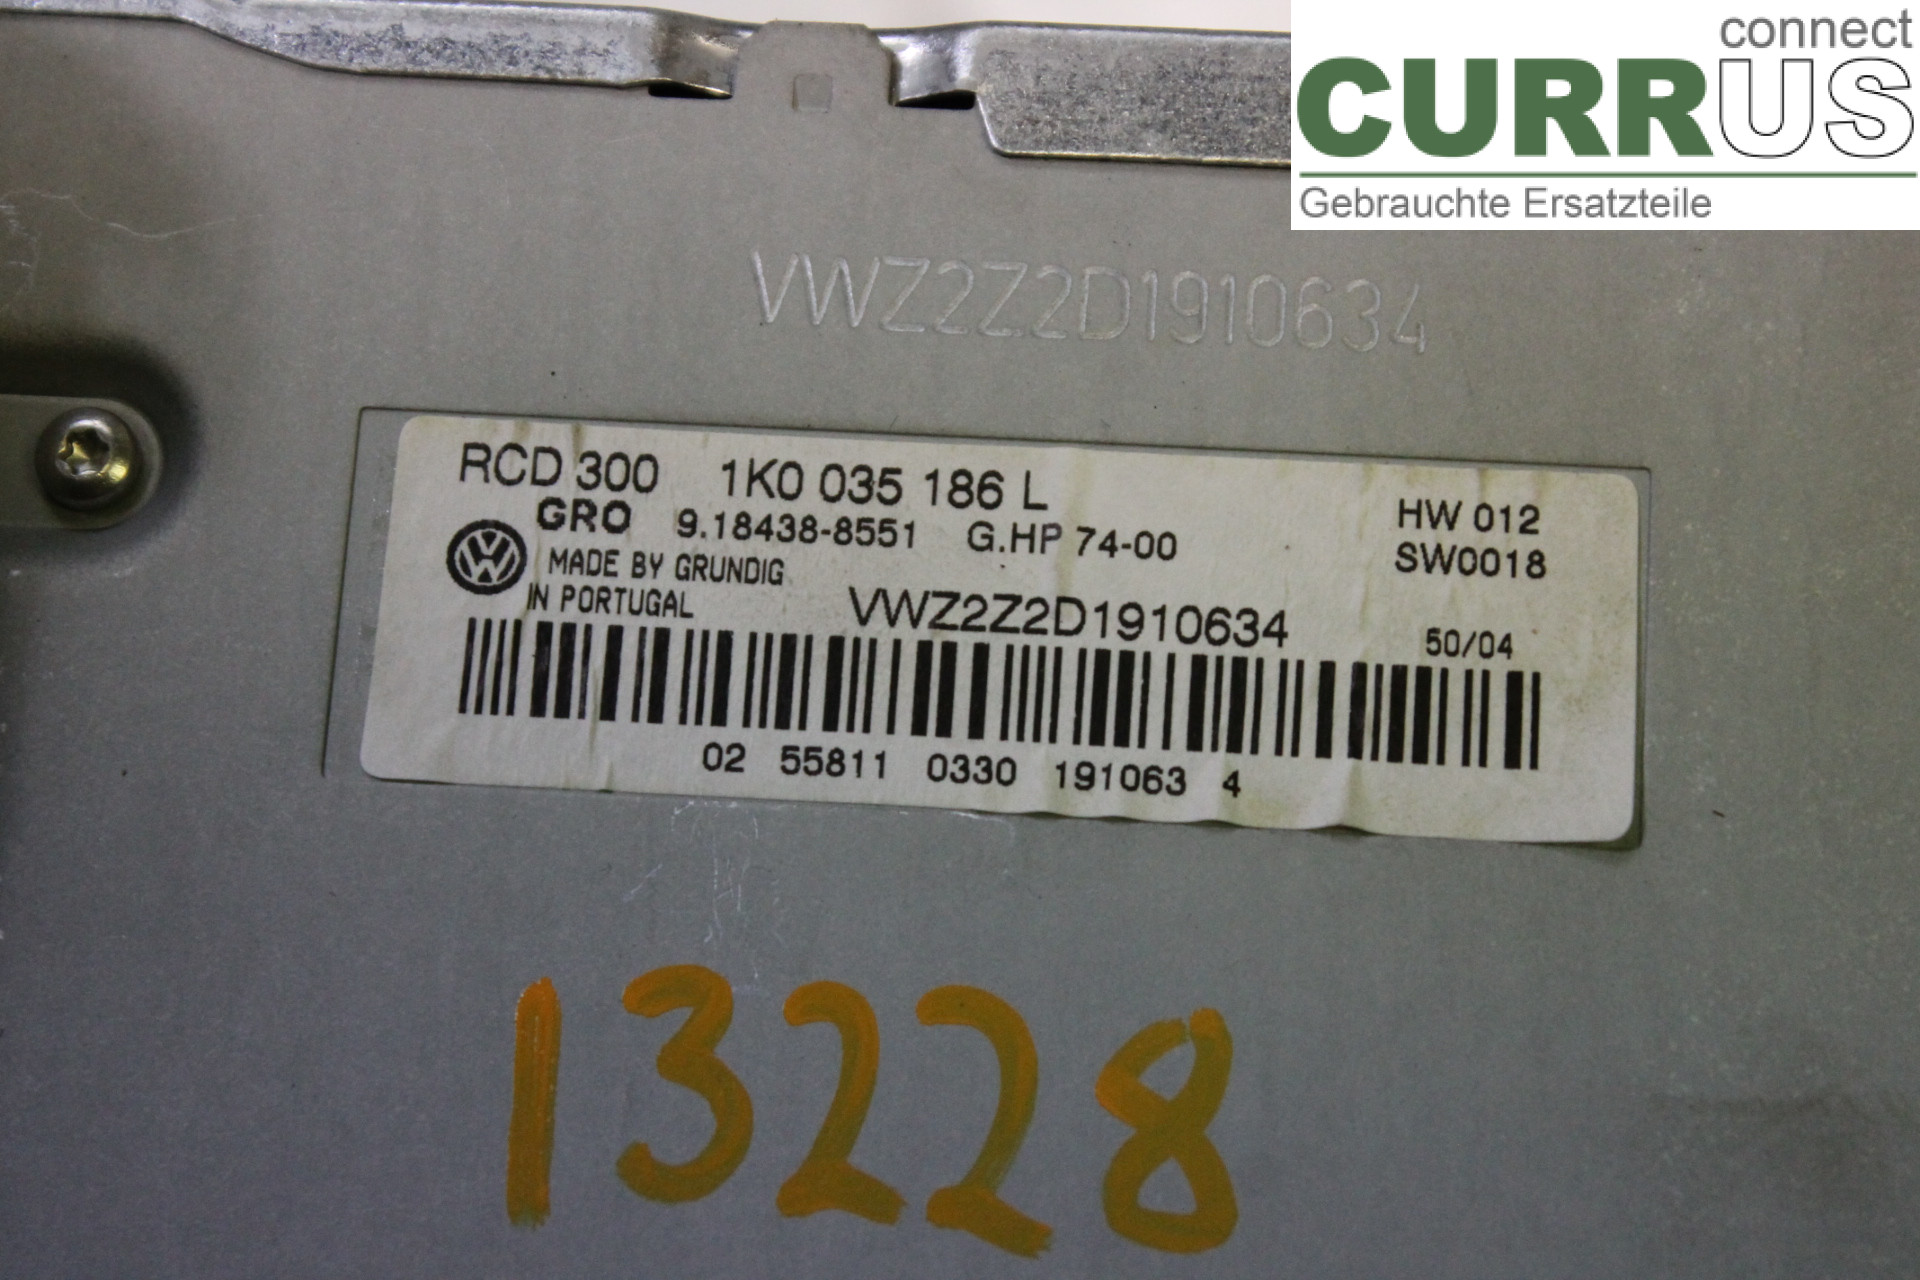 connect
CURRUS
Gebrauchte Ersatzteile
VWZ2Z2D1910634
RCD 300 1K0 035 186 L
GRO 9.18438-8551 G.HP 74-00
HW 012
SW0018
MADE BY GRUNDIG
IN PORTUGAL
VWZ2Z2D1910634
50/04
02 55811 0330 191063 4
13228